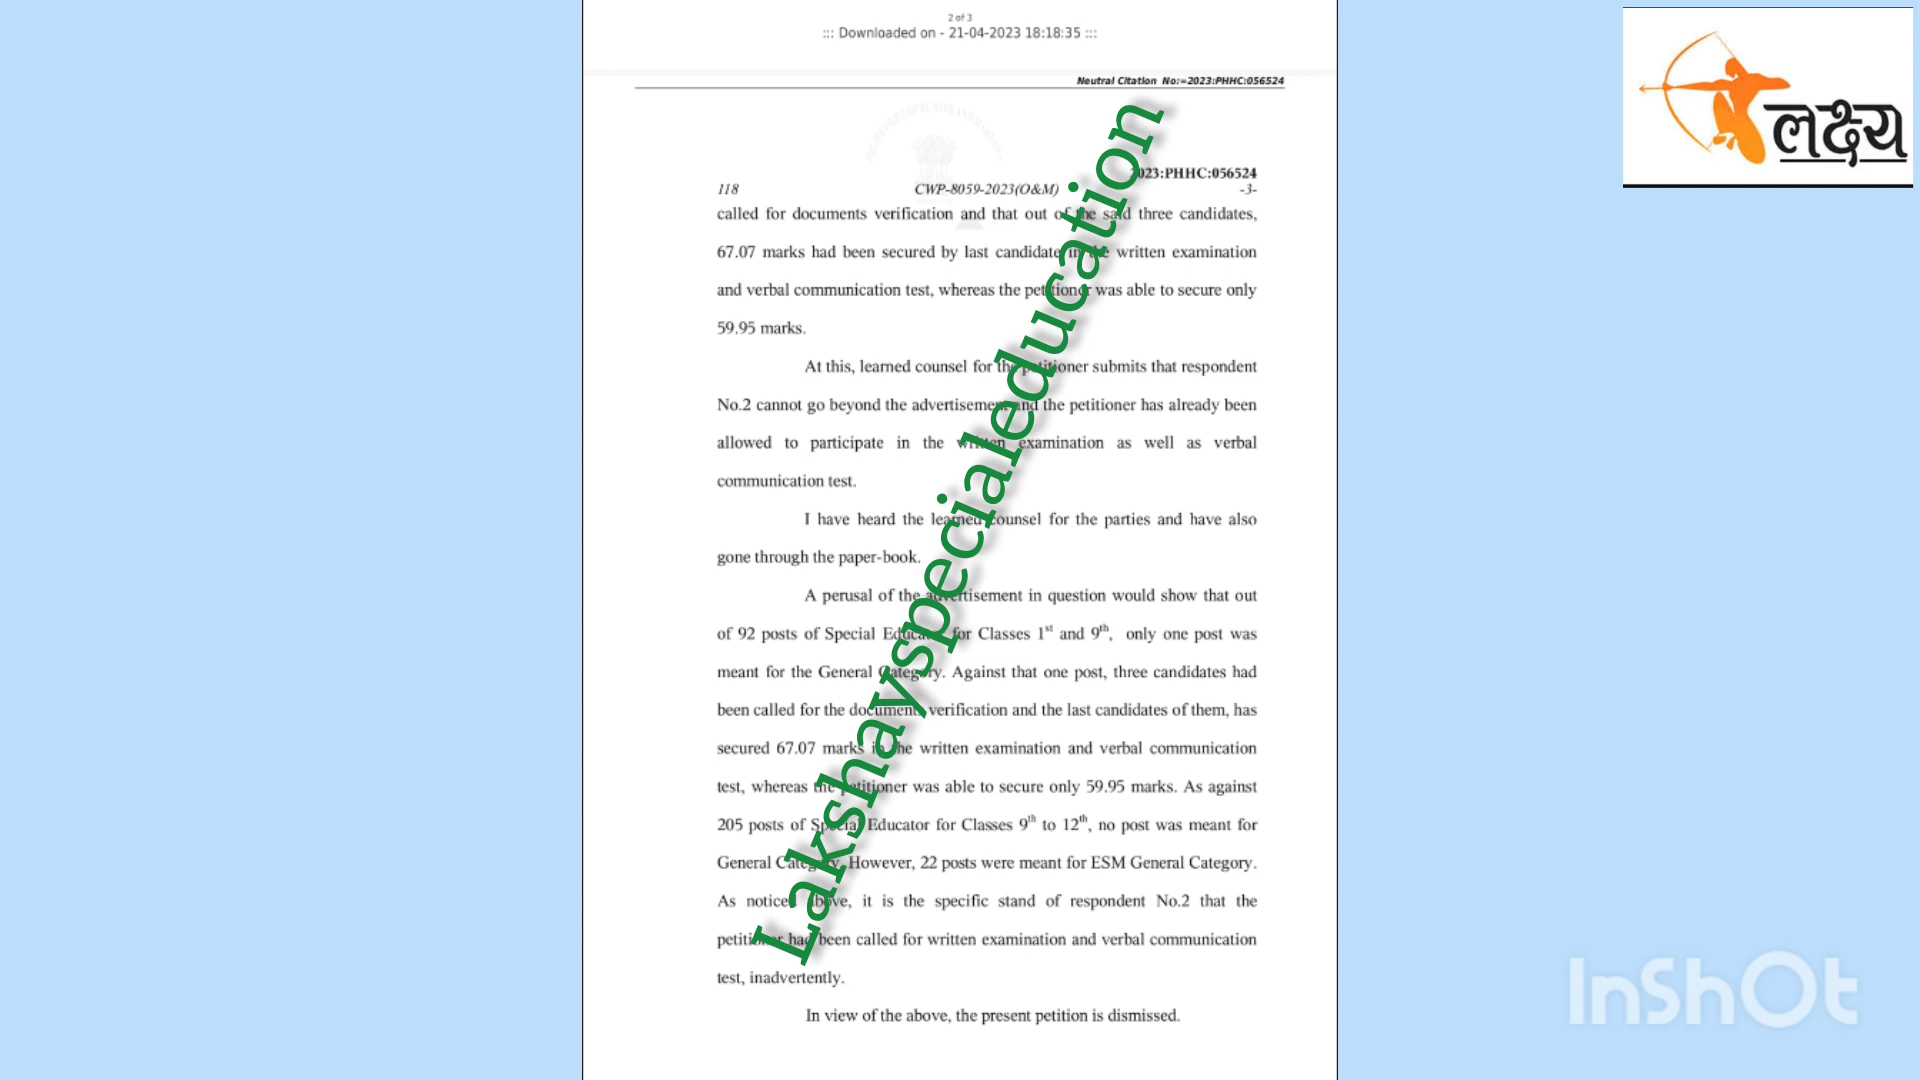 2 of 3
::: Downloaded on - 21-04-2023 18:18:35 :::
Neutral Citation No:=2023:PHHC:056524
लक्ष्य
2023:PHHC:056524
118 CWP-8059-2023(O&M) -3-
called for documents verification and that out of the said three candidates,
67.07 marks had been secured by last candidate in the written examination
and verbal communication test, whereas the petitioner was able to secure only
59.95 marks.
At this, learned counsel for the petitioner submits that respondent
No.2 cannot go beyond the advertisement and the petitioner has already been
allowed to participate in the written examination as well as verbal
communication test.
I have heard the learned counsel for the parties and have also
gone through the paper-book.
A perusal of the advertisement in question would show that out
of 92 posts of Special Educator for Classes 1st and 9th, only one post was
meant for the General Category. Against that one post, three candidates had
been called for the documents verification and the last candidates of them, has
secured 67.07 marks in the written examination and verbal communication
test, whereas the petitioner was able to secure only 59.95 marks. As against
205 posts of Special Educator for Classes 9th to 12th, no post was meant for
General Category. However, 22 posts were meant for ESM General Category.
As noticed above, it is the specific stand of respondent No.2 that the
petitioner had been called for written examination and verbal communication
test, inadvertently.
In view of the above, the present petition is dismissed.
Lakshayspecialeducation
InShOt